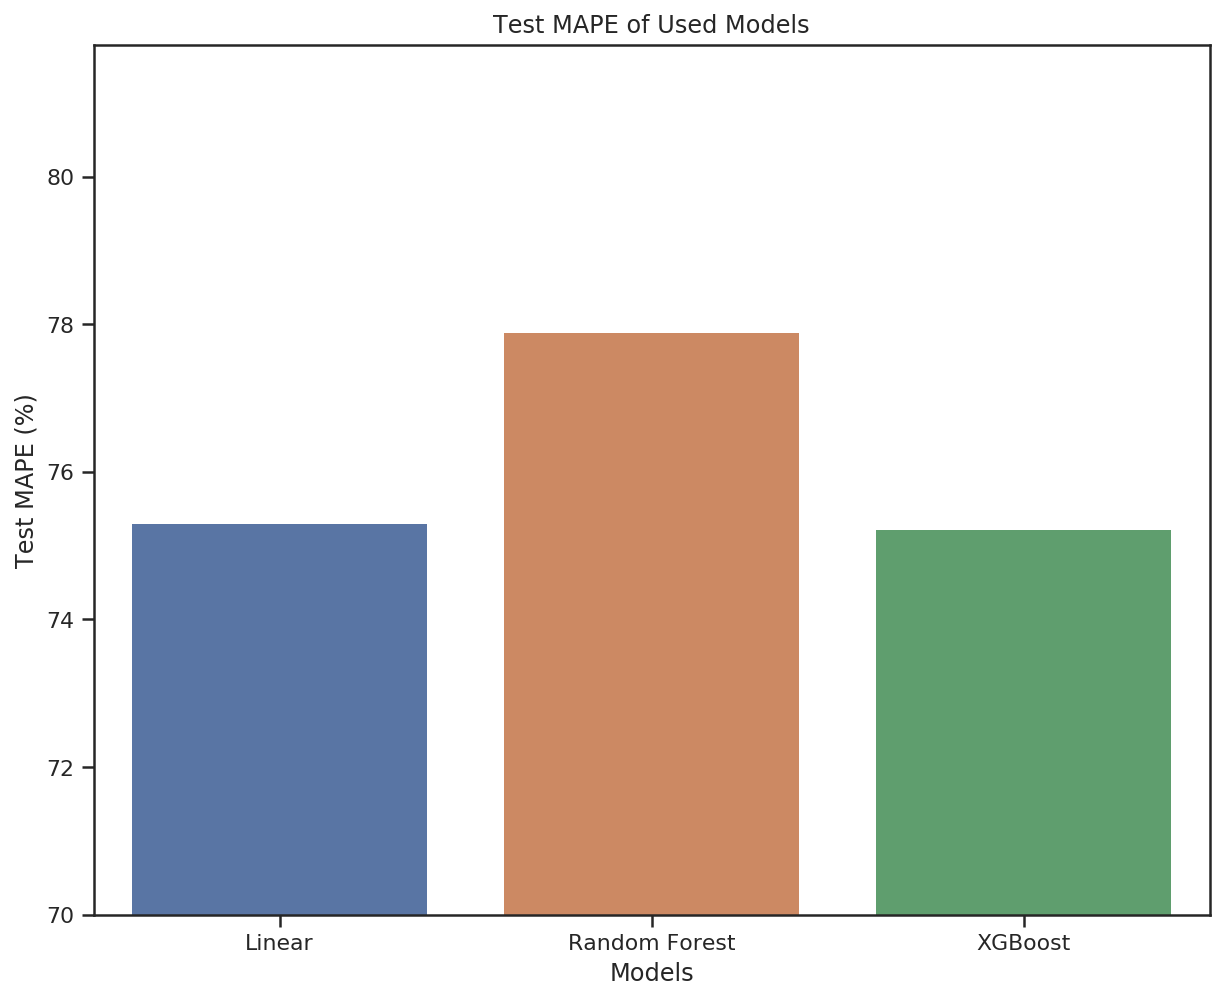 Test MAPE of Used Models
Test MAPE (%)
80
78
76
74
72
70
Linear
Random Forest
XGBoost
Models